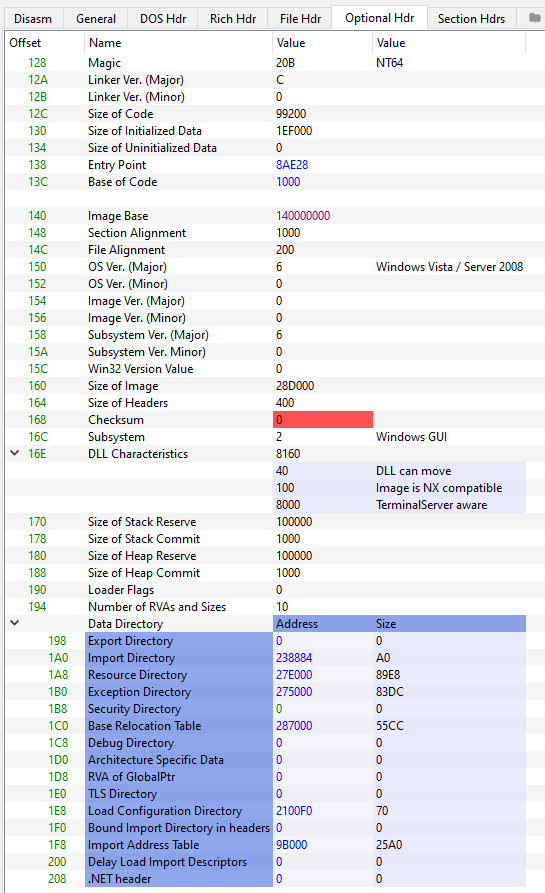 Disasm General DOS Hdr Rich Hdr File Hdr Optional Hdr Section Hdrs
Offset Name Value Value
128 Magic 20B NT64
12A Linker Ver. (Major) C
12B Linker Ver. (Minor) 0
12C Size of Code 99200
130 Size of Initialized Data 1EF000
134 Size of Uninitialized Data 0
138 Entry Point 8AE28
13C Base of Code 1000
140 Image Base 140000000
148 Section Alignment 1000
14C File Alignment 200
150 OS Ver. (Major) 6 Windows Vista / Server 2008
152 OS Ver. (Minor) 0
154 Image Ver. (Major) 0
156 Image Ver. (Minor) 0
158 Subsystem Ver. (Major) 6
15A Subsystem Ver. Minor) 0
15C Win32 Version Value 0
160 Size of Image 28D000
164 Size of Headers 400
168 Checksum 0
16C Subsystem 2 Windows GUI
16E DLL Characteristics 8160
40 DLL can move
100 Image is NX compatible
8000 TerminalServer aware
170 Size of Stack Reserve 100000
178 Size of Stack Commit 1000
180 Size of Heap Reserve 100000
188 Size of Heap Commit 1000
190 Loader Flags 0
194 Number of RVAs and Sizes 10
Data Directory Address Size
198 Export Directory 0 0
1A0 Import Directory 238884 A0
1A8 Resource Directory 27E000 89E8
1B0 Exception Directory 275000 83DC
1B8 Security Directory 0 0
1C0 Base Relocation Table 287000 55CC
1C8 Debug Directory 0 0
1D0 Architecture Specific Data 0 0
1D8 RVA of GlobalPtr 0 0
1E0 TLS Directory 0 0
1E8 Load Configuration Directory 2100F0 70
1F0 Bound Import Directory in headers 0 0
1F8 Import Address Table 9B000 25A0
200 Delay Load Import Descriptors 0 0
208 .NET header 0 0